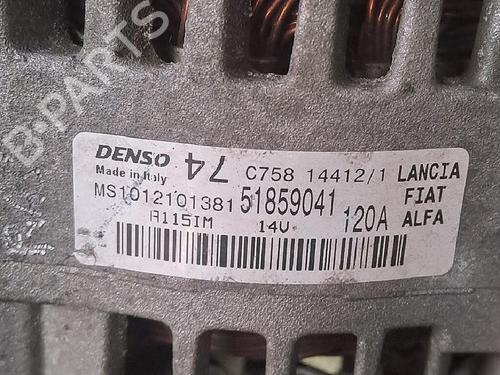 B-PARTS
DENSO 74 C758 14412/1 LANCIA
Made in Italy
MS1012101381 51859041 FIAT
A115IM 14V 120A ALFA